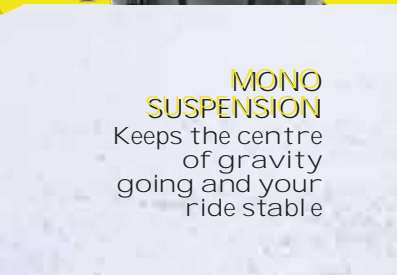 MONO
SUSPENSION
Keeps the centre
of gravity
going and your
ride stable